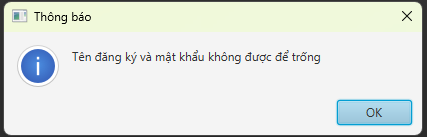 Thông báo
Tên đăng ký và mật khẩu không được để trống
OK